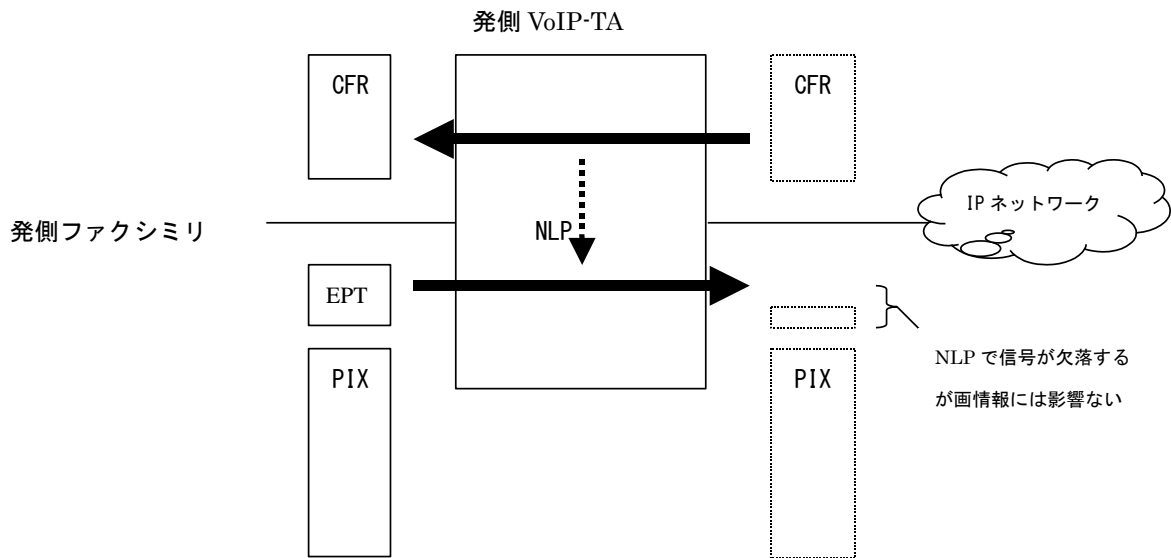 発側 VoIP-TA
CFR
CFR
IP ネットワーク
発側ファクシミリ
NLP
EPT
NLP で信号が欠落する
が画情報には影響ない
PIX
PIX